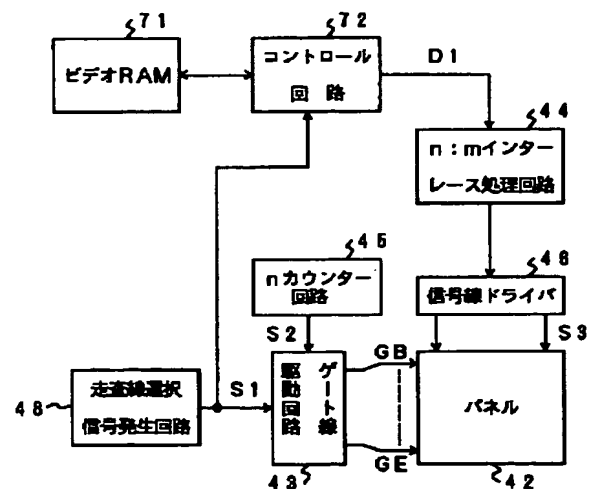 71
ビデオRAM
72
コントロール
回路
D1
44
n：mインター
レース処理回路
45
nカウンター
回路
46
信号線ドライバ
S2
S3
48
走査線選択
信号発生回路
S1
ゲート線
駆動回路
43
GB
GE
パネル
42